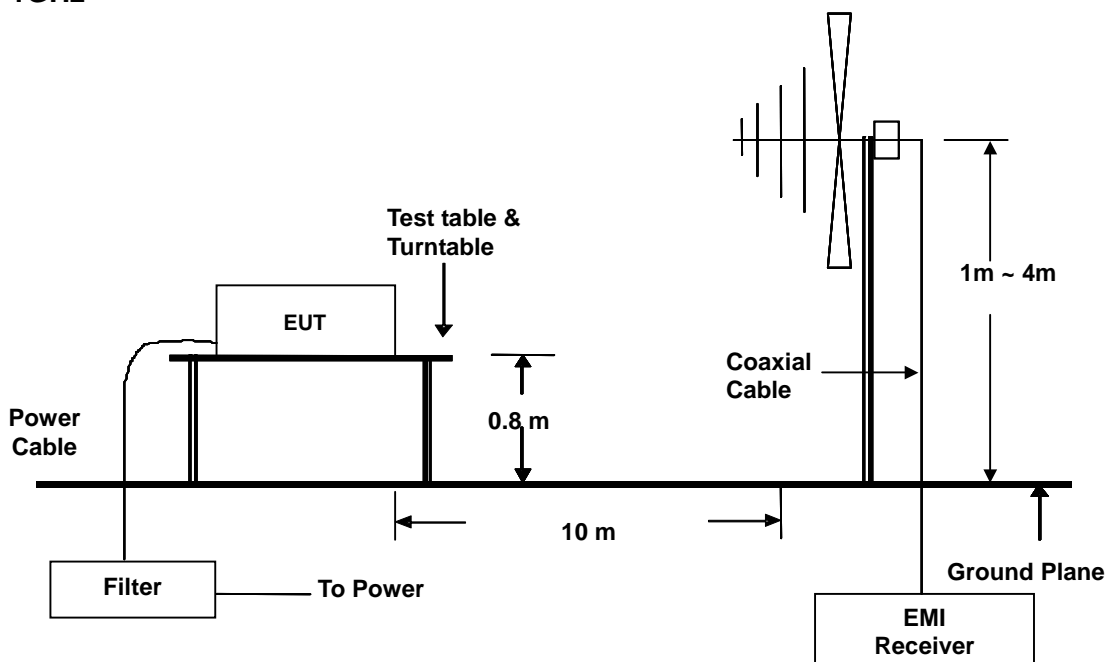 Test table &
Turntable
EUT
1m ~ 4m
Coaxial
Cable
0.8 m
Power
Cable
10 m
Filter
To Power
Ground Plane
EMI
Receiver